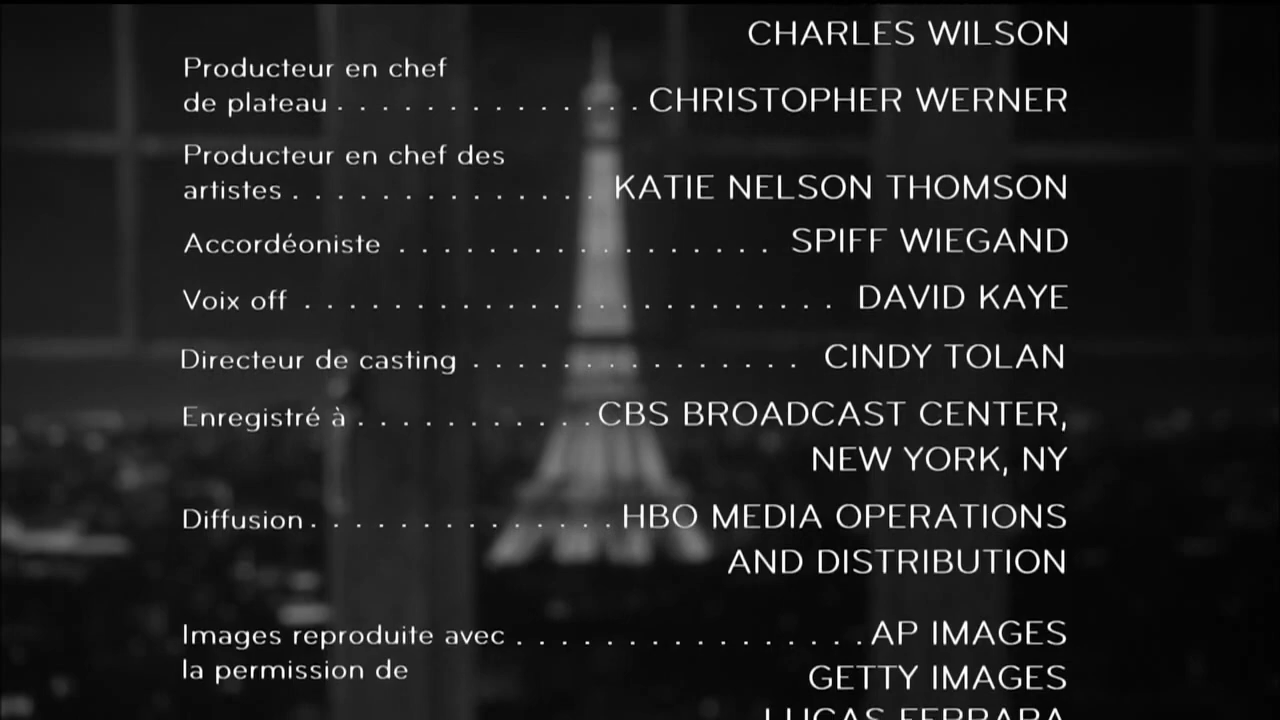 CHARLES WILSON
Producteur en chef
de plateau . . . . . . . . . . . . . . CHRISTOPHER WERNER
Producteur en chef des
artistes . . . . . . . . . . . . . . KATIE NELSON THOMSON
Accordéoniste . . . . . . . . . . . . . . . . . SPIFF WIEGAND
Voix off . . . . . . . . . . . . . . . . . . . . . . . . DAVID KAYE
Directeur de casting . . . . . . . . . . . . . . . CINDY TOLAN
Enregistré à . . . . . . . . . . . CBS BROADCAST CENTER,
NEW YORK, NY
Diffusion . . . . . . . . . . . . . . HBO MEDIA OPERATIONS
AND DISTRIBUTION
Images reproduite avec . . . . . . . . . . . . . . . . AP IMAGES
la permission de GETTY IMAGES
LUCAS FERRARA